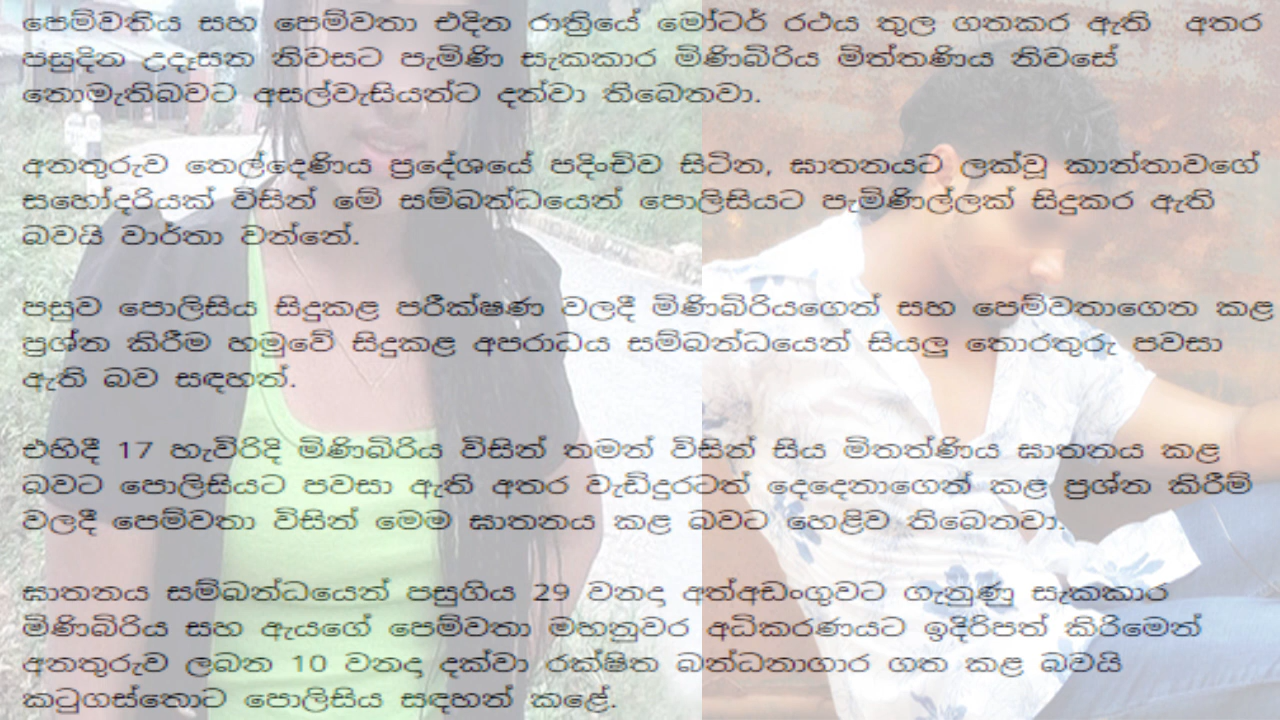 පෙම්වතිය සහ පෙම්වතා එදින රාත්‍රියේ මෝටර් රථය තුල ගතකර ඇති අතර
පසුදින උදෑසන නිවසට පැමිණි සැකකාර මිණිබිරිය මිත්තණිය නිවසේ
නොමැතිබවට අසල්වැසියන්ට දන්වා තිබෙනවා.
අනතුරුව තෙල්දෙණිය ප්‍රදේශයේ පදිංචිව සිටින, ඝාතනයට ලක්වූ කාන්තාවගේ
සහෝදරියක් විසින් මේ සම්බන්ධයෙන් පොලිසියට පැමිණිල්ලක් සිදුකර ඇති
බවයි වාර්තා වන්නේ.
පසුව පොලිසිය සිදුකළ පරීක්ෂණ වලදී මිණිබිරියගෙන් සහ පෙම්වතාගෙන කළ
ප්‍රශ්න කිරීම හමුවේ සිදුකළ අපරාධය සම්බන්ධයෙන් සියලු තොරතුරු පවසා
ඇති බව සඳහන්.
එහිදී 17 හැවිරිදි මිණිබිරිය විසින් තමන් විසින් සිය මිතත්ණිය ඝාතනය කළ
බවට පොලිසියට පවසා ඇති අතර වැඩිදුරටත් දෙදෙනාගෙන් කළ ප්‍රශ්න කිරීම්
වලදී පෙම්වතා විසින් මෙම ඝාතනය කළ බවට හෙළිව තිබෙනවා.
ඝාතනය සම්බන්ධයෙන් පසුගිය 29 වනදා අත්අඩංගුවට ගැනුණු සැකකාර
මිණිබිරිය සහ ඇයගේ පෙම්වතා මහනුවර අධිකරණයට ඉදිරිපත් කිරීමෙන්
අනතුරුව ලබන 10 වනදා දක්වා රක්ෂිත බන්ධනාගාර ගත කළ බවයි
කටුගස්තොට පොලිසිය සඳහන් කළේ.